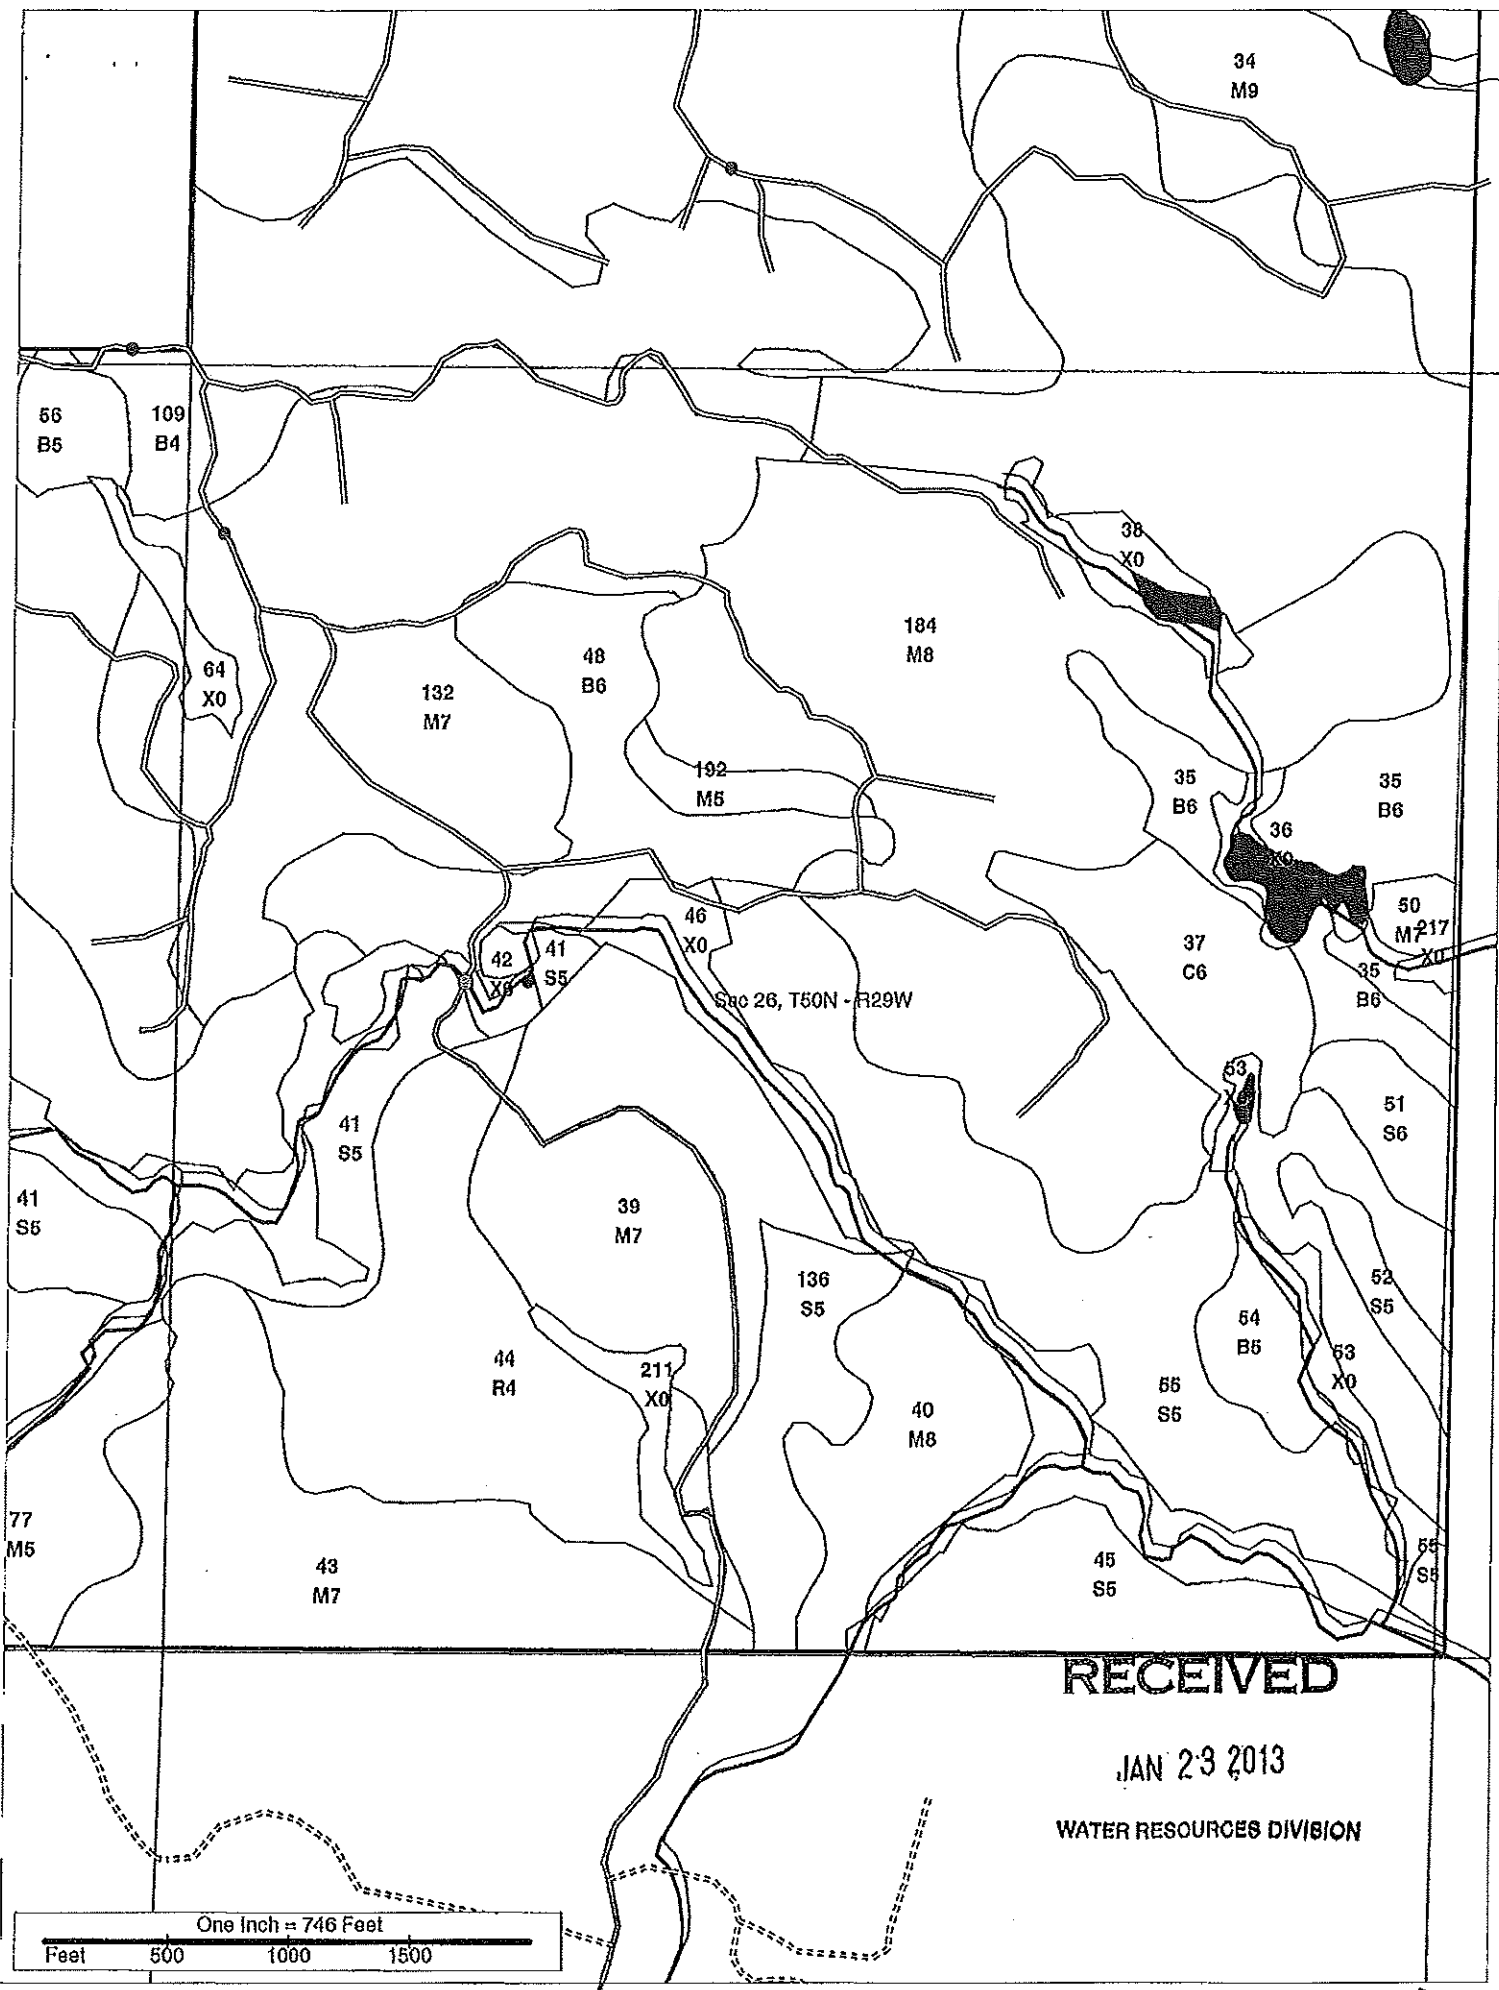 34
M9
56
B5
109
B4
38
X0
184
M8
48
B6
64
X0
132
M7
192
M5
35
B6
35
B6
36
X0
50
M7
217
X0
46
X0
41
S5
42
X0
37
C6
35
B6
Sec 26, T50N - R29W
53
51
S6
41
S5
41
S5
39
M7
136
S5
52
S5
54
B5
53
X0
44
R4
211
X0
55
S5
40
M8
77
M5
43
M7
45
S5
55
S5
RECEIVED
JAN 23 2013
WATER RESOURCES DIVISION
One Inch = 746 Feet
Feet 500 1000 1500